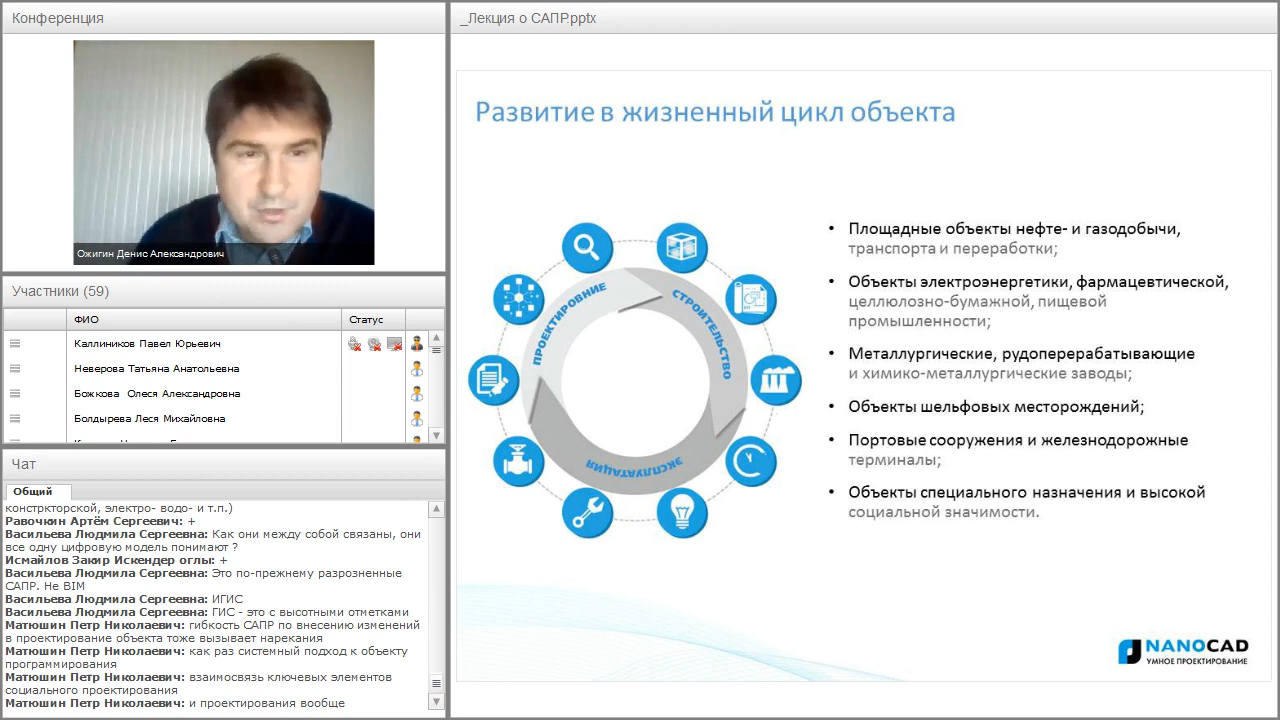 Конференция
Ожигин Денис Александрович
Участники (59)
ФИО
Статус
Каллиников Павел Юрьевич
Неверова Татьяна Анатольевна
Божкова Олеся Александровна
Болдырева Леся Михайловна
Чат
Общий
констркторской, электро- водо- и т.п.)
Равочкин Артём Сергеевич: +
Васильева Людмила Сергеевна: Как они между собой связаны, они
все одну цифровую модель понимают ?
Исмайлов Закир Искендер оглы: +
Васильева Людмила Сергеевна: Это по-прежнему разрозненные
САПР. Не BIM
Васильева Людмила Сергеевна: ИГИС
Васильева Людмила Сергеевна: ГИС - это с высотными отметками
Матюшин Петр Николаевич: гибкость САПР по внесению изменений
в проектирование объекта тоже вызывает нарекания
Матюшин Петр Николаевич: как раз системный подход к объекту
программирования
Матюшин Петр Николаевич: взаимосвязь ключевых элементов
социального проектирования
Матюшин Петр Николаевич: и проектирования вообще
_Лекция о САПР.pptx
Развитие в жизненный цикл объекта
ПРОЕКТИРОВНИЕ
СТРОИТЕЛЬСТВО
ЭКСПЛУАТАЦИЯ
• Площадные объекты нефте- и газодобычи,
транспорта и переработки;
• Объекты электроэнергетики, фармацевтической,
целлюлозно-бумажной, пищевой
промышленности;
• Металлургические, рудоперерабатывающие
и химико-металлургические заводы;
• Объекты шельфовых месторождений;
• Портовые сооружения и железнодорожные
терминалы;
• Объекты специального назначения и высокой
социальной значимости.
NANOCAD
УМНОЕ ПРОЕКТИРОВАНИЕ